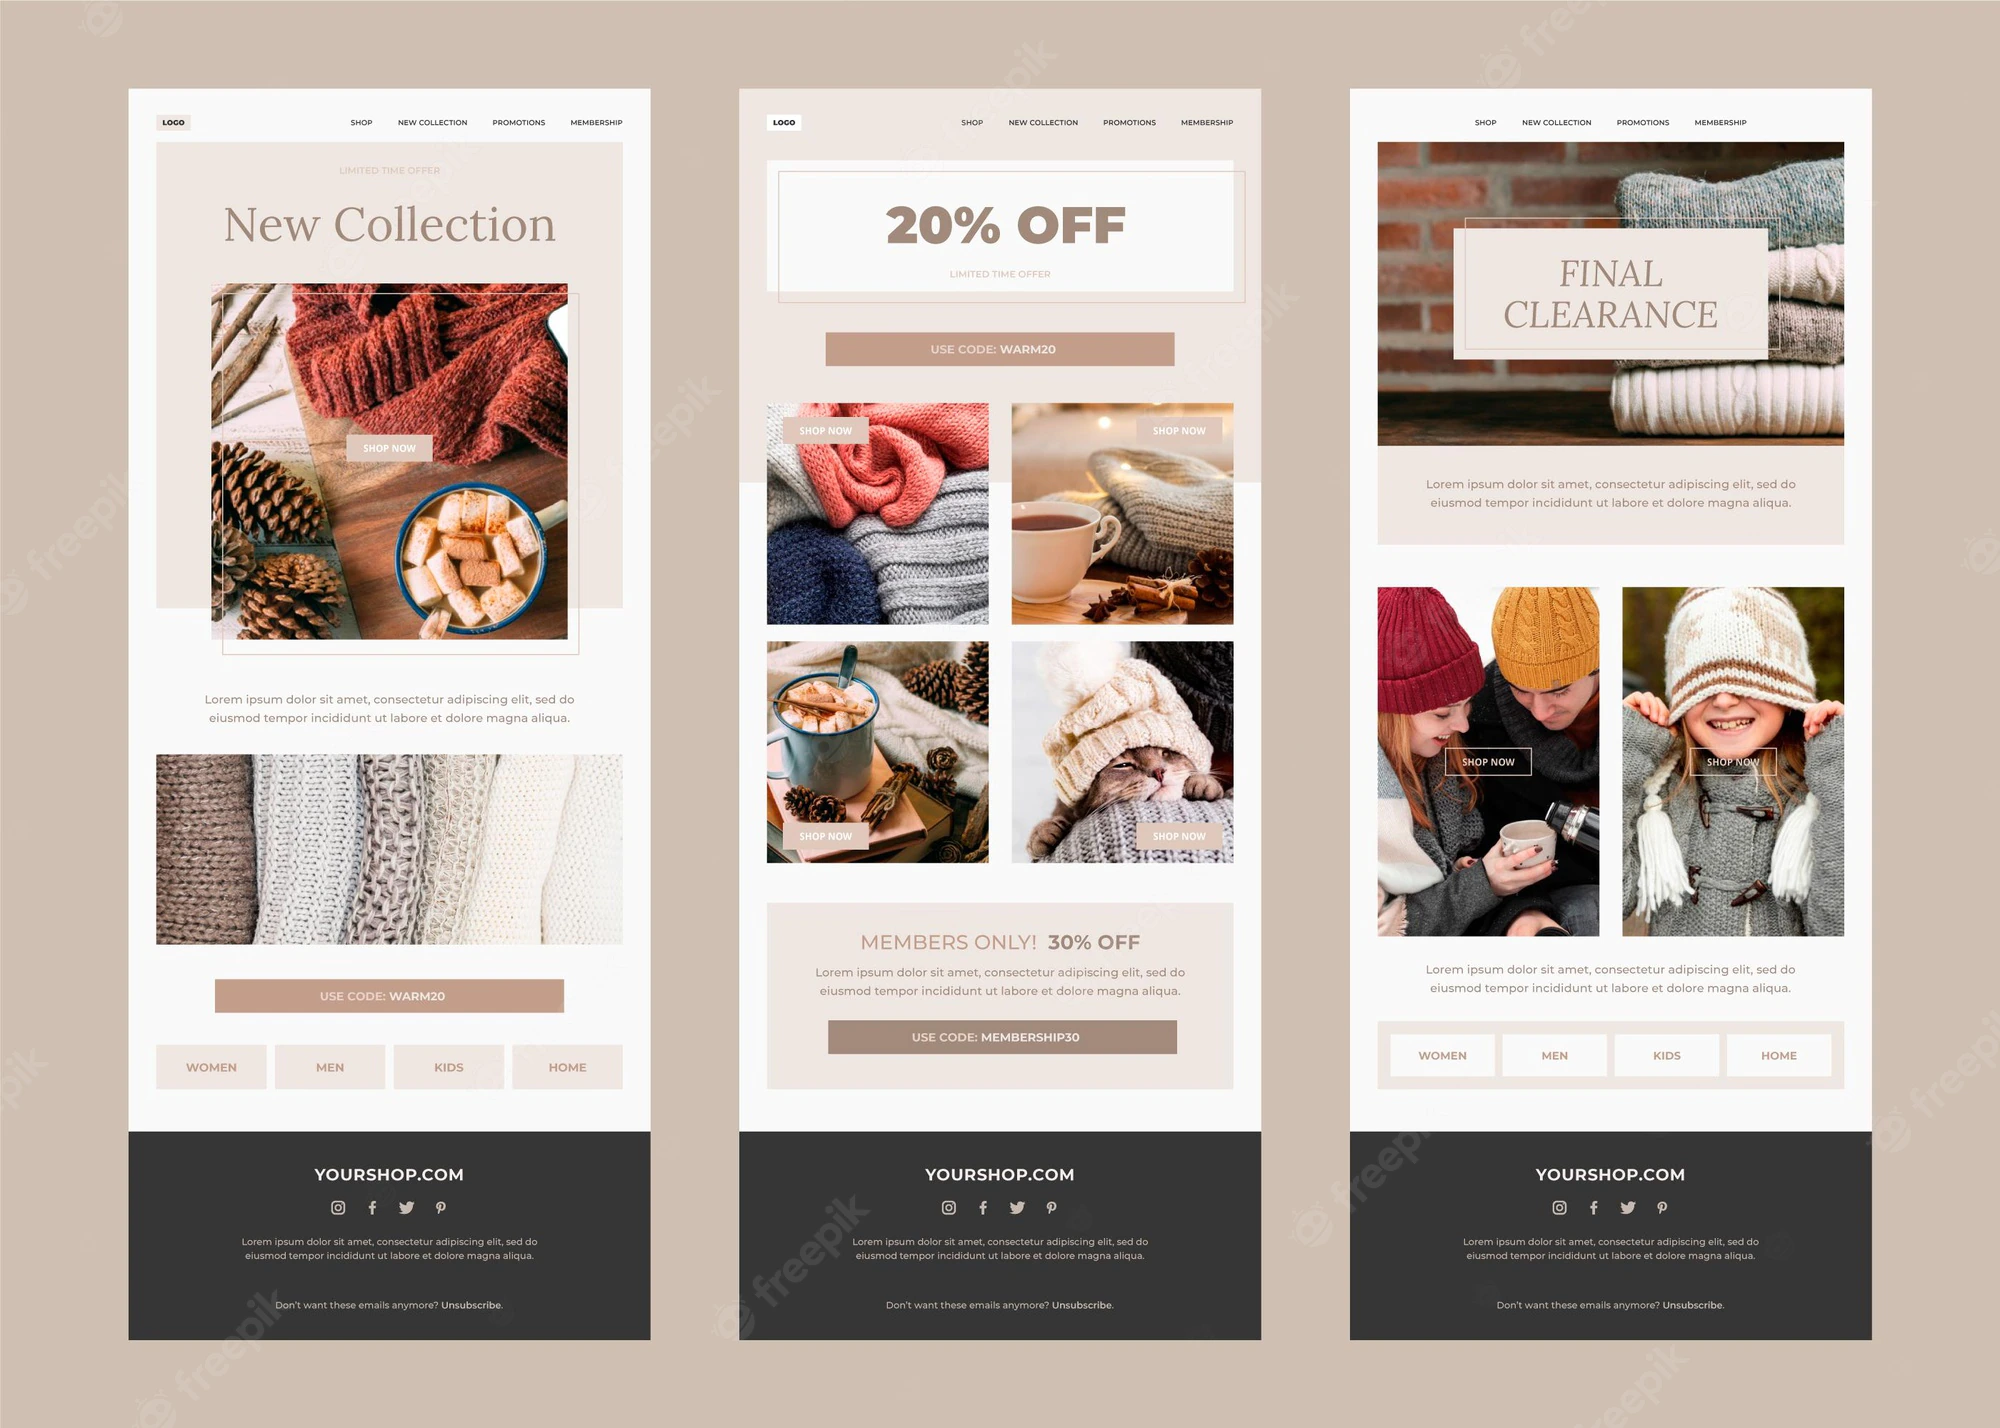 LOGO
SHOP NEW COLLECTION PROMOTIONS MEMBERSHIP
LIMITED TIME OFFER
New Collection
SHOP NOW
Lorem ipsum dolor sit amet, consectetur adipiscing elit, sed do
eiusmod tempor incididunt ut labore et dolore magna aliqua.
USE CODE: WARM20
WOMEN MEN KIDS HOME
YOURSHOP.COM
Lorem ipsum dolor sit amet, consectetur adipiscing elit, sed do
eiusmod tempor incididunt ut labore et dolore magna aliqua.
Don't want these emails anymore? Unsubscribe.
LOGO
SHOP NEW COLLECTION PROMOTIONS MEMBERSHIP
20% OFF
LIMITED TIME OFFER
USE CODE: WARM20
SHOP NOW SHOP NOW
SHOP NOW SHOP NOW
MEMBERS ONLY! 30% OFF
Lorem ipsum dolor sit amet, consectetur adipiscing elit, sed do
eiusmod tempor incididunt ut labore et dolore magna aliqua.
USE CODE: MEMBERSHIP30
YOURSHOP.COM
Lorem ipsum dolor sit amet, consectetur adipiscing elit, sed do
eiusmod tempor incididunt ut labore et dolore magna aliqua.
Don't want these emails anymore? Unsubscribe.
SHOP NEW COLLECTION PROMOTIONS MEMBERSHIP
FINAL
CLEARANCE
Lorem ipsum dolor sit amet, consectetur adipiscing elit, sed do
eiusmod tempor incididunt ut labore et dolore magna aliqua.
SHOP NOW SHOP NOW
Lorem ipsum dolor sit amet, consectetur adipiscing elit, sed do
eiusmod tempor incididunt ut labore et dolore magna aliqua.
WOMEN MEN KIDS HOME
YOURSHOP.COM
Lorem ipsum dolor sit amet, consectetur adipiscing elit, sed do
eiusmod tempor incididunt ut labore et dolore magna aliqua.
Don't want these emails anymore? Unsubscribe.
freepik
freepik
freepik
freepik